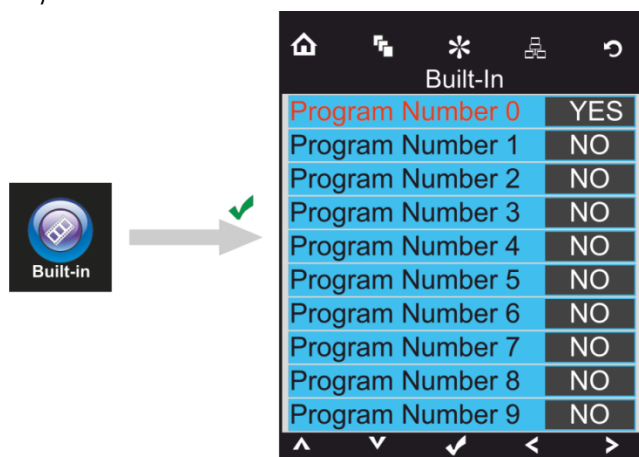 Built-in
Built-In
Program Number 0 YES
Program Number 1 NO
Program Number 2 NO
Program Number 3 NO
Program Number 4 NO
Program Number 5 NO
Program Number 6 NO
Program Number 7 NO
Program Number 8 NO
Program Number 9 NO